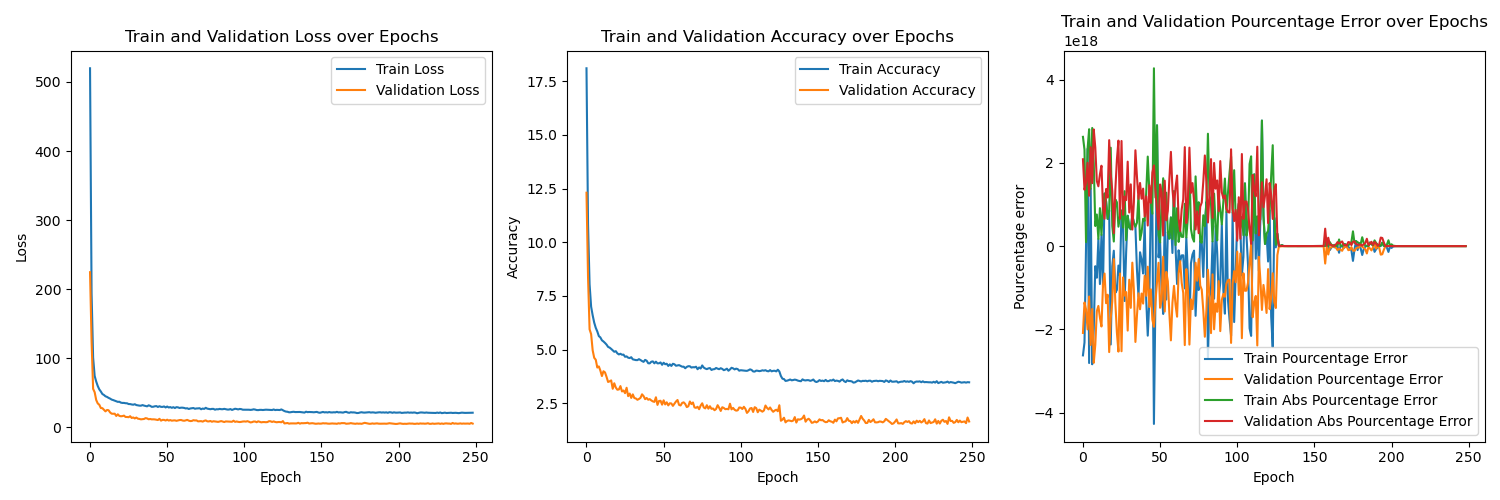 Train and Validation Loss over Epochs
Train Loss
Validation Loss
500
400
300
200
100
0
Loss
0
50
100
150
200
250
Epoch
Train and Validation Accuracy over Epochs
Train Accuracy
Validation Accuracy
17.5
15.0
12.5
10.0
7.5
5.0
2.5
Accuracy
0
50
100
150
200
250
Epoch
Train and Validation Pourcentage Error over Epochs
1e18
4
2
0
−2
−4
Pourcentage error
Train Pourcentage Error
Validation Pourcentage Error
Train Abs Pourcentage Error
Validation Abs Pourcentage Error
0
50
100
150
200
250
Epoch